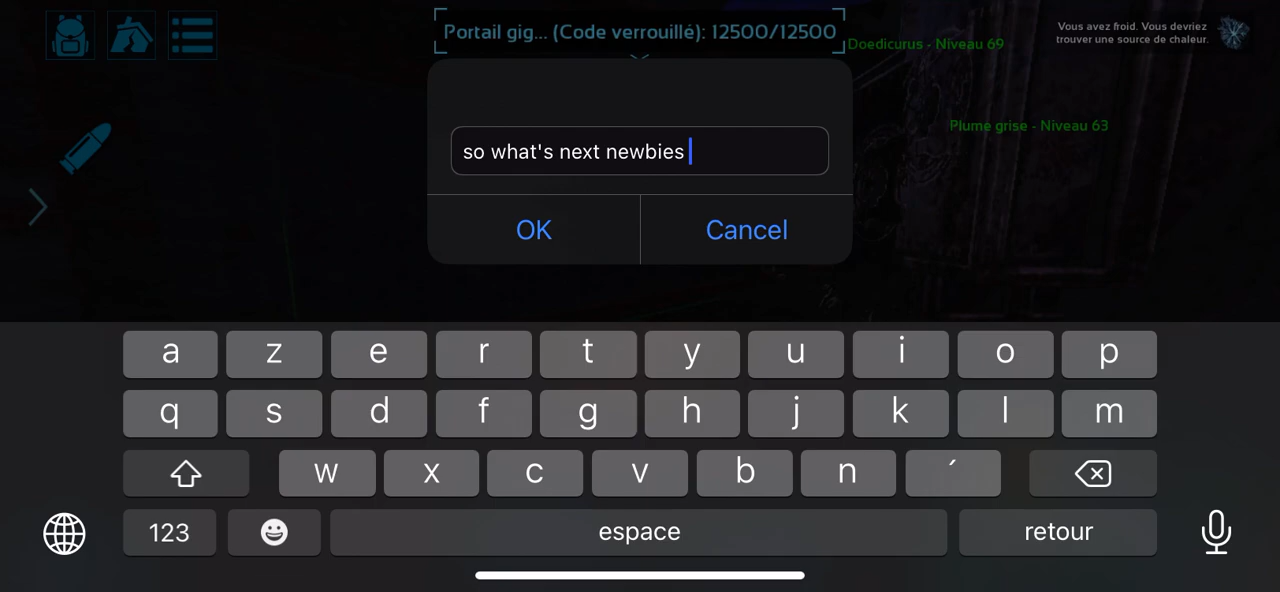 Portail gig... (Code verrouillé): 12500/12500
Doedicurus - Niveau 69
Vous avez froid. Vous devriez
trouver une source de chaleur.
Plume grise - Niveau 63
so what's next newbies
OK Cancel
a z e r t y u i o p
q s d f g h j k l m
w x c v b n ´
123 espace retour